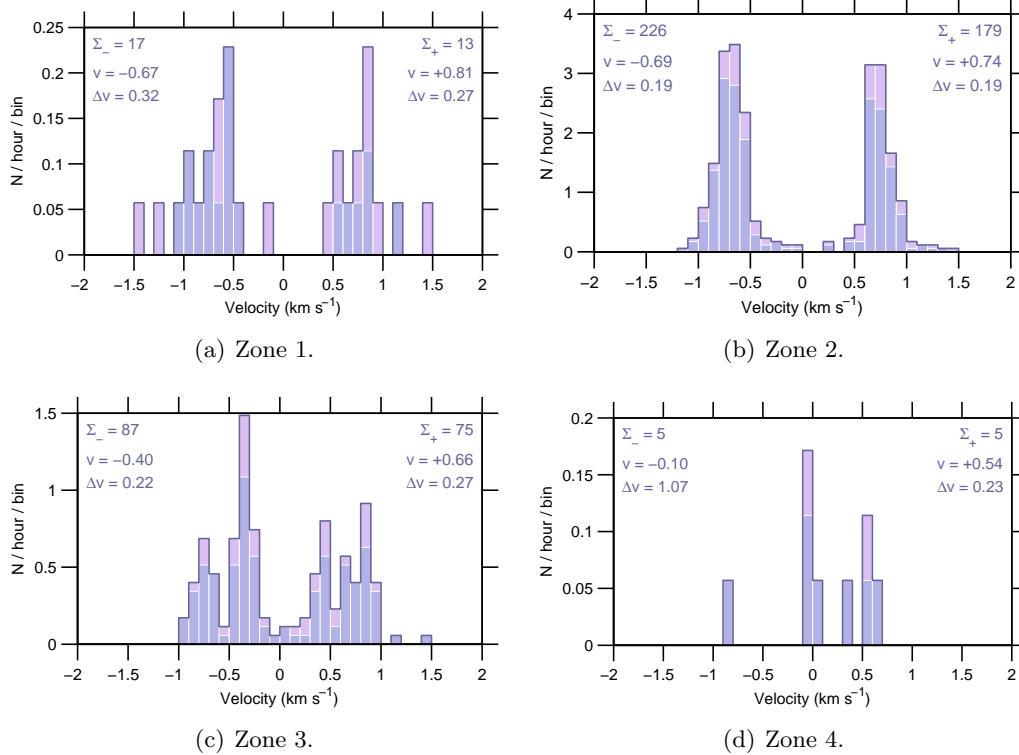 0.25
0.2
0.15
0.1
0.05
0
N / hour / bin
Σ₋ = 17
v = −0.67
Δv = 0.32
Σ₊ = 13
v = +0.81
Δv = 0.27
−2 −1.5 −1 −0.5 0 0.5 1 1.5 2
Velocity (km s⁻¹)
(a) Zone 1.
4
3
2
1
0
N / hour / bin
Σ₋ = 226
v = −0.69
Δv = 0.19
Σ₊ = 179
v = +0.74
Δv = 0.19
−2 −1.5 −1 −0.5 0 0.5 1 1.5 2
Velocity (km s⁻¹)
(b) Zone 2.
1.5
1
0.5
0
N / hour / bin
Σ₋ = 87
v = −0.40
Δv = 0.22
Σ₊ = 75
v = +0.66
Δv = 0.27
−2 −1.5 −1 −0.5 0 0.5 1 1.5 2
Velocity (km s⁻¹)
(c) Zone 3.
0.2
0.15
0.1
0.05
0
N / hour / bin
Σ₋ = 5
v = −0.10
Δv = 1.07
Σ₊ = 5
v = +0.54
Δv = 0.23
−2 −1.5 −1 −0.5 0 0.5 1 1.5 2
Velocity (km s⁻¹)
(d) Zone 4.